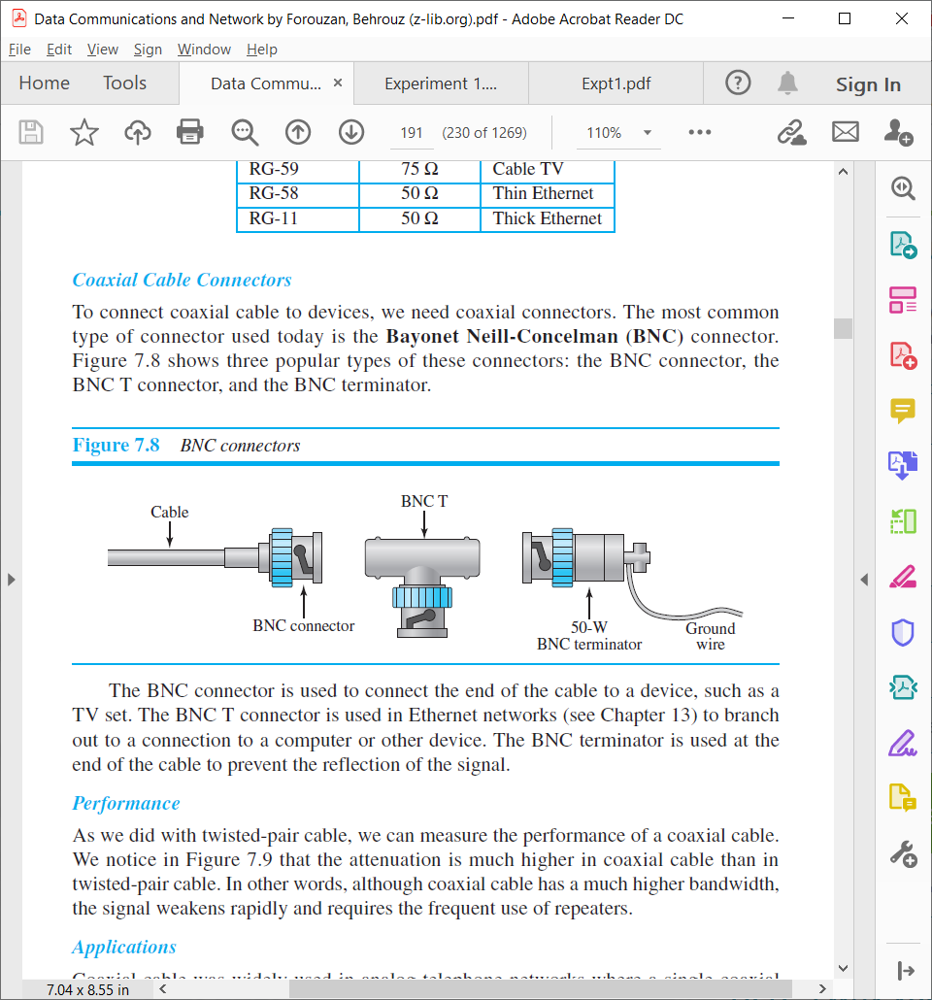 Data Communications and Network by Forouzan, Behrouz (z-lib.org).pdf - Adobe Acrobat Reader DC
File Edit View Sign Window Help
Home Tools Data Commu... × Experiment 1.... Expt1.pdf ? Sign In
191 (230 of 1269) 110%
RG-59 75 Ω Cable TV
RG-58 50 Ω Thin Ethernet
RG-11 50 Ω Thick Ethernet
Coaxial Cable Connectors
To connect coaxial cable to devices, we need coaxial connectors. The most common
type of connector used today is the Bayonet Neill-Concelman (BNC) connector.
Figure 7.8 shows three popular types of these connectors: the BNC connector, the
BNC T connector, and the BNC terminator.
Figure 7.8 BNC connectors
Cable
BNC T
BNC connector
50-W
BNC terminator
Ground
wire
The BNC connector is used to connect the end of the cable to a device, such as a
TV set. The BNC T connector is used in Ethernet networks (see Chapter 13) to branch
out to a connection to a computer or other device. The BNC terminator is used at the
end of the cable to prevent the reflection of the signal.
Performance
As we did with twisted-pair cable, we can measure the performance of a coaxial cable.
We notice in Figure 7.9 that the attenuation is much higher in coaxial cable than in
twisted-pair cable. In other words, although coaxial cable has a much higher bandwidth,
the signal weakens rapidly and requires the frequent use of repeaters.
Applications
Coaxial cable was widely used in analog telephone networks where a single coaxial
7.04 x 8.55 in